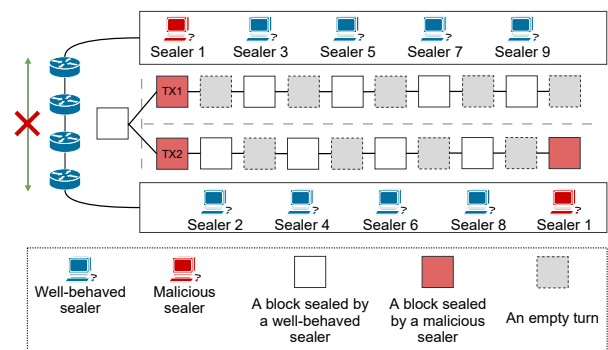 Sealer 1 Sealer 3 Sealer 5 Sealer 7 Sealer 9
TX1
TX2
Sealer 2 Sealer 4 Sealer 6 Sealer 8 Sealer 1
Well-behaved
sealer
Malicious
sealer
A block sealed by
a well-behaved
sealer
A block sealed
by a malicious
sealer
An empty turn